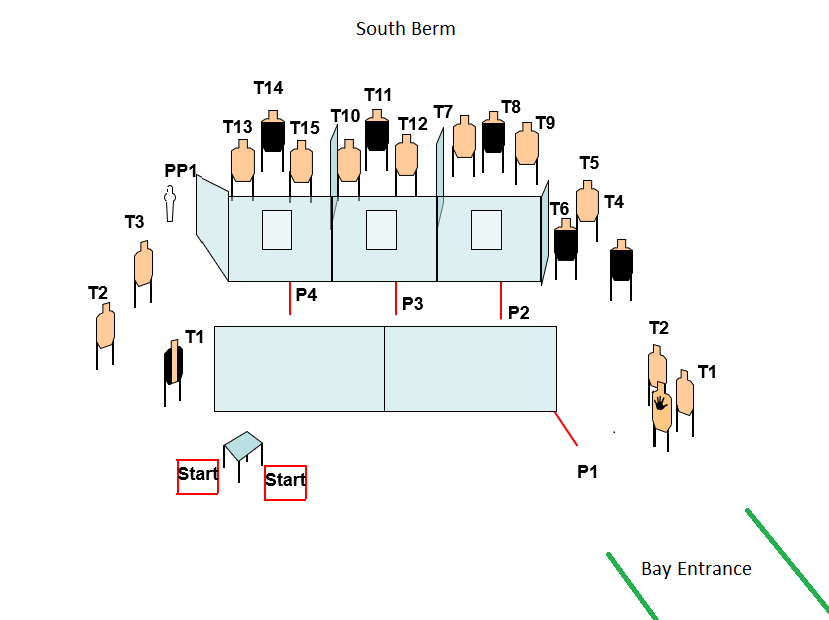 South Berm
T14
T11
T7
T8
T13
T15
T10
T12
T9
PP1
T5
T3
T6
T4
T2
P4
P3
P2
T1
T2
T1
Start
Start
P1
Bay Entrance